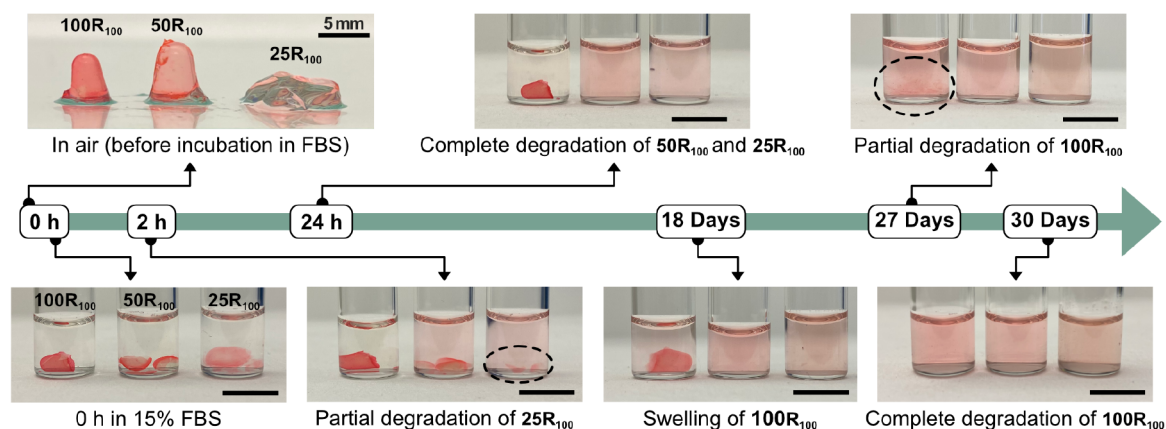 100R₁₀₀ 50R₁₀₀ 25R₁₀₀ 5 mm
In air (before incubation in FBS)
Complete degradation of 50R₁₀₀ and 25R₁₀₀
Partial degradation of 100R₁₀₀
0 h 2 h 24 h 18 Days 27 Days 30 Days
100R₁₀₀ 50R₁₀₀ 25R₁₀₀
0 h in 15% FBS
Partial degradation of 25R₁₀₀
Swelling of 100R₁₀₀
Complete degradation of 100R₁₀₀